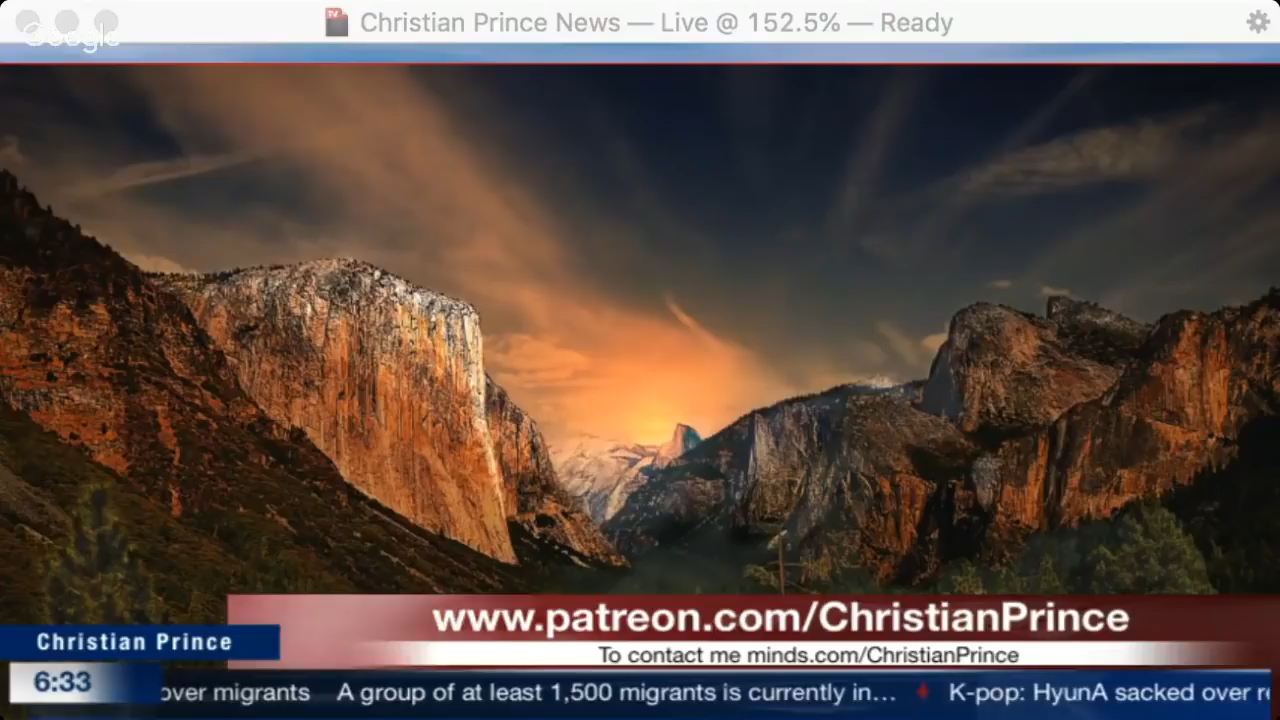 Christian Prince News — Live @ 152.5% — Ready
Google
www.patreon.com/ChristianPrince
Christian Prince
To contact me minds.com/ChristianPrince
6:33
over migrants A group of at least 1,500 migrants is currently in… K-pop: HyunA sacked over